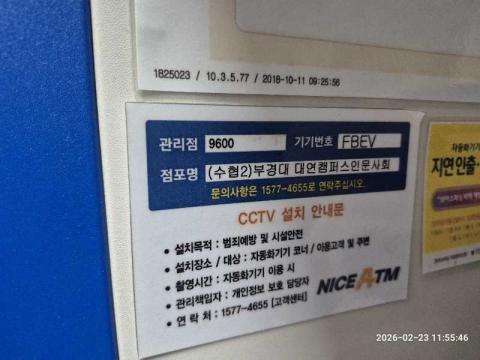 1B25023 / 10.3.5.77 / 2018-10-11 09:25:56
관리점 9600 기기번호 FBEV
점포명 (수협2)부경대 대연캠퍼스인문사회
문의사항은 1577-4655로 연락주십시오.
CCTV 설치 안내문
• 설치목적 : 범죄예방 및 시설안전
• 설치장소 / 대상 : 자동화기기 코너 / 이용고객 및 주변
• 촬영시간 : 자동화기기 이용 시
• 관리책임자 : 개인정보 보호 담당자
• 연 락 처 : 1577-4655 [고객센터]
NICE ATM
자동화기기
지연인출
2026-02-23 11:55:46